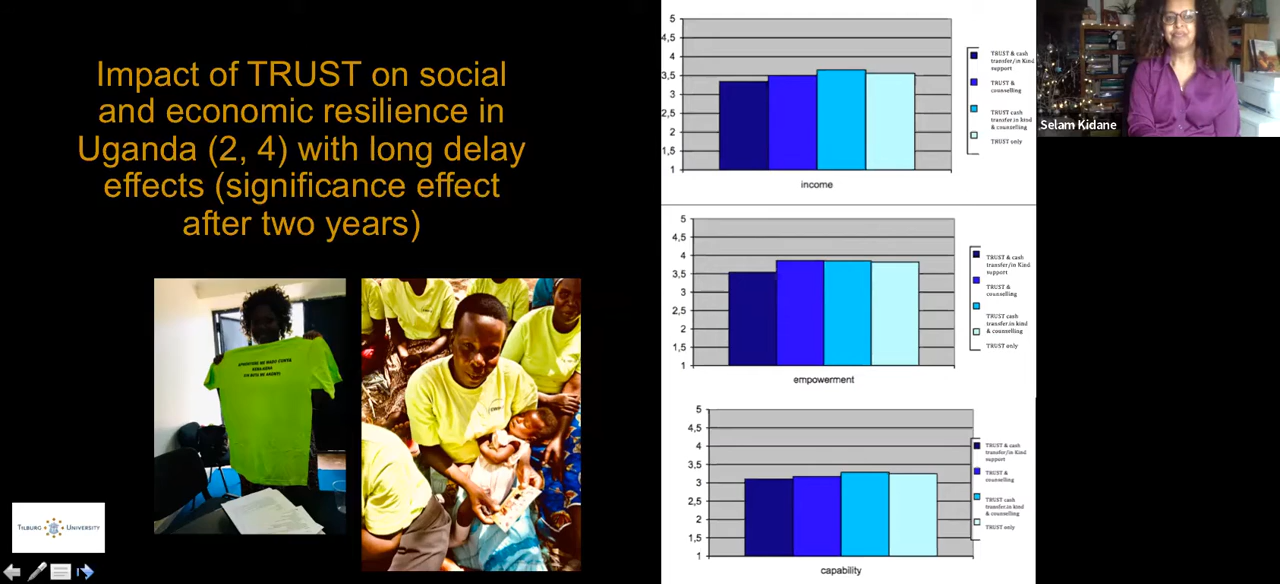 Impact of TRUST on social
and economic resilience in
Uganda (2, 4) with long delay
effects (significance effect
after two years)
TILBURG UNIVERSITY
5
4,5
4
3,5
3
2,5
2
1,5
1
income
TRUST & cash
transfer/in Kind
support
TRUST &
counselling
TRUST cash
transfer.in kind
& counselling
TRUST only
5
4,5
4
3,5
3
2,5
2
1,5
1
empowerment
TRUST & cash
transfer/in Kind
support
TRUST &
counselling
TRUST cash
transfer.in kind
& counselling
TRUST only
5
4,5
4
3,5
3
2,5
2
1,5
1
capability
TRUST & cash
transfer/in Kind
support
TRUST &
counselling
TRUST cash
transfer.in kind
& counselling
TRUST only
Selam Kidane